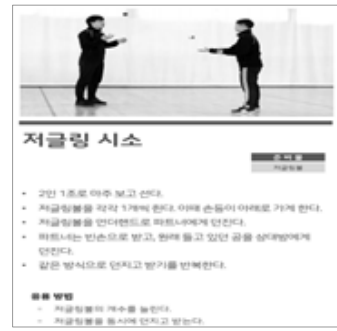 저글링 시소
준비물
저글링볼
• 2인 1조로 마주 보고 선다.
• 저글링볼을 각각 1개씩 쥔다. 이때 손등이 아래로 가게 한다.
• 저글링볼을 언더핸드로 파트너에게 던진다.
• 파트너는 빈손으로 받고, 원래 들고 있던 공을 상대방에게
던진다.
• 같은 방식으로 던지고 받기를 반복한다.
응용 방법
- 저글링볼의 개수를 늘린다.
- 저글링볼을 동시에 던지고 받는다.